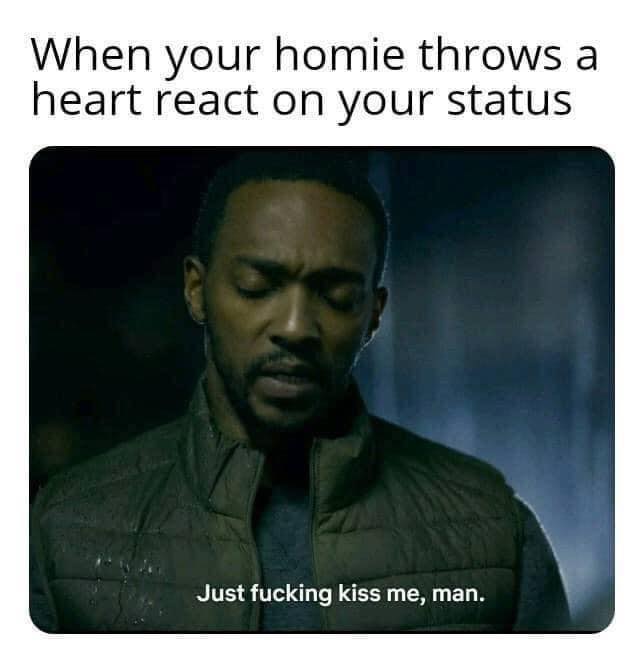 When your homie throws a
heart react on your status
Just fucking kiss me, man.